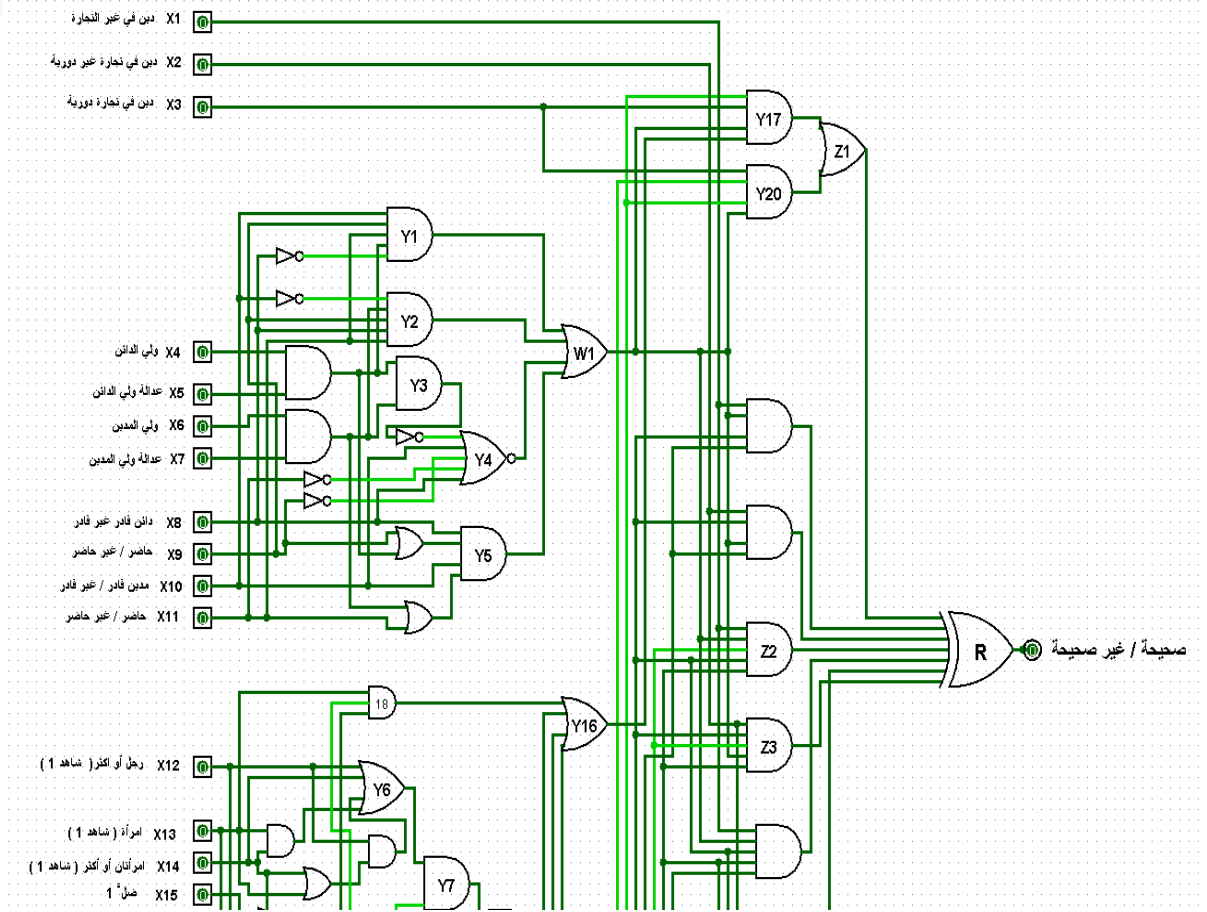 دين في غير التجارة X1
دين في تجارة غير دورية X2
دين في تجارة دورية X3
Y17
Z1
Y20
Y1
Y2
ولي الدائن X4
Y3
W1
عدالة ولي الدائن X5
ولي المدين X6
عدالة ولي المدين X7
Y4
دائن قادر غير قادر X8
حاضر / غير حاضر X9
Y5
مدين قادر / غير قادر X10
حاضر / غير حاضر X11
Z2
R
صحيحة / غير صحيحة
18
Y16
Z3
رجل أو اكثر ( شاهد 1 ) X12
Y6
امرأة ( شاهد 1 ) X13
امرأتان أو أكثر ( شاهد 1 ) X14
Y7
ضلّ 1 X15